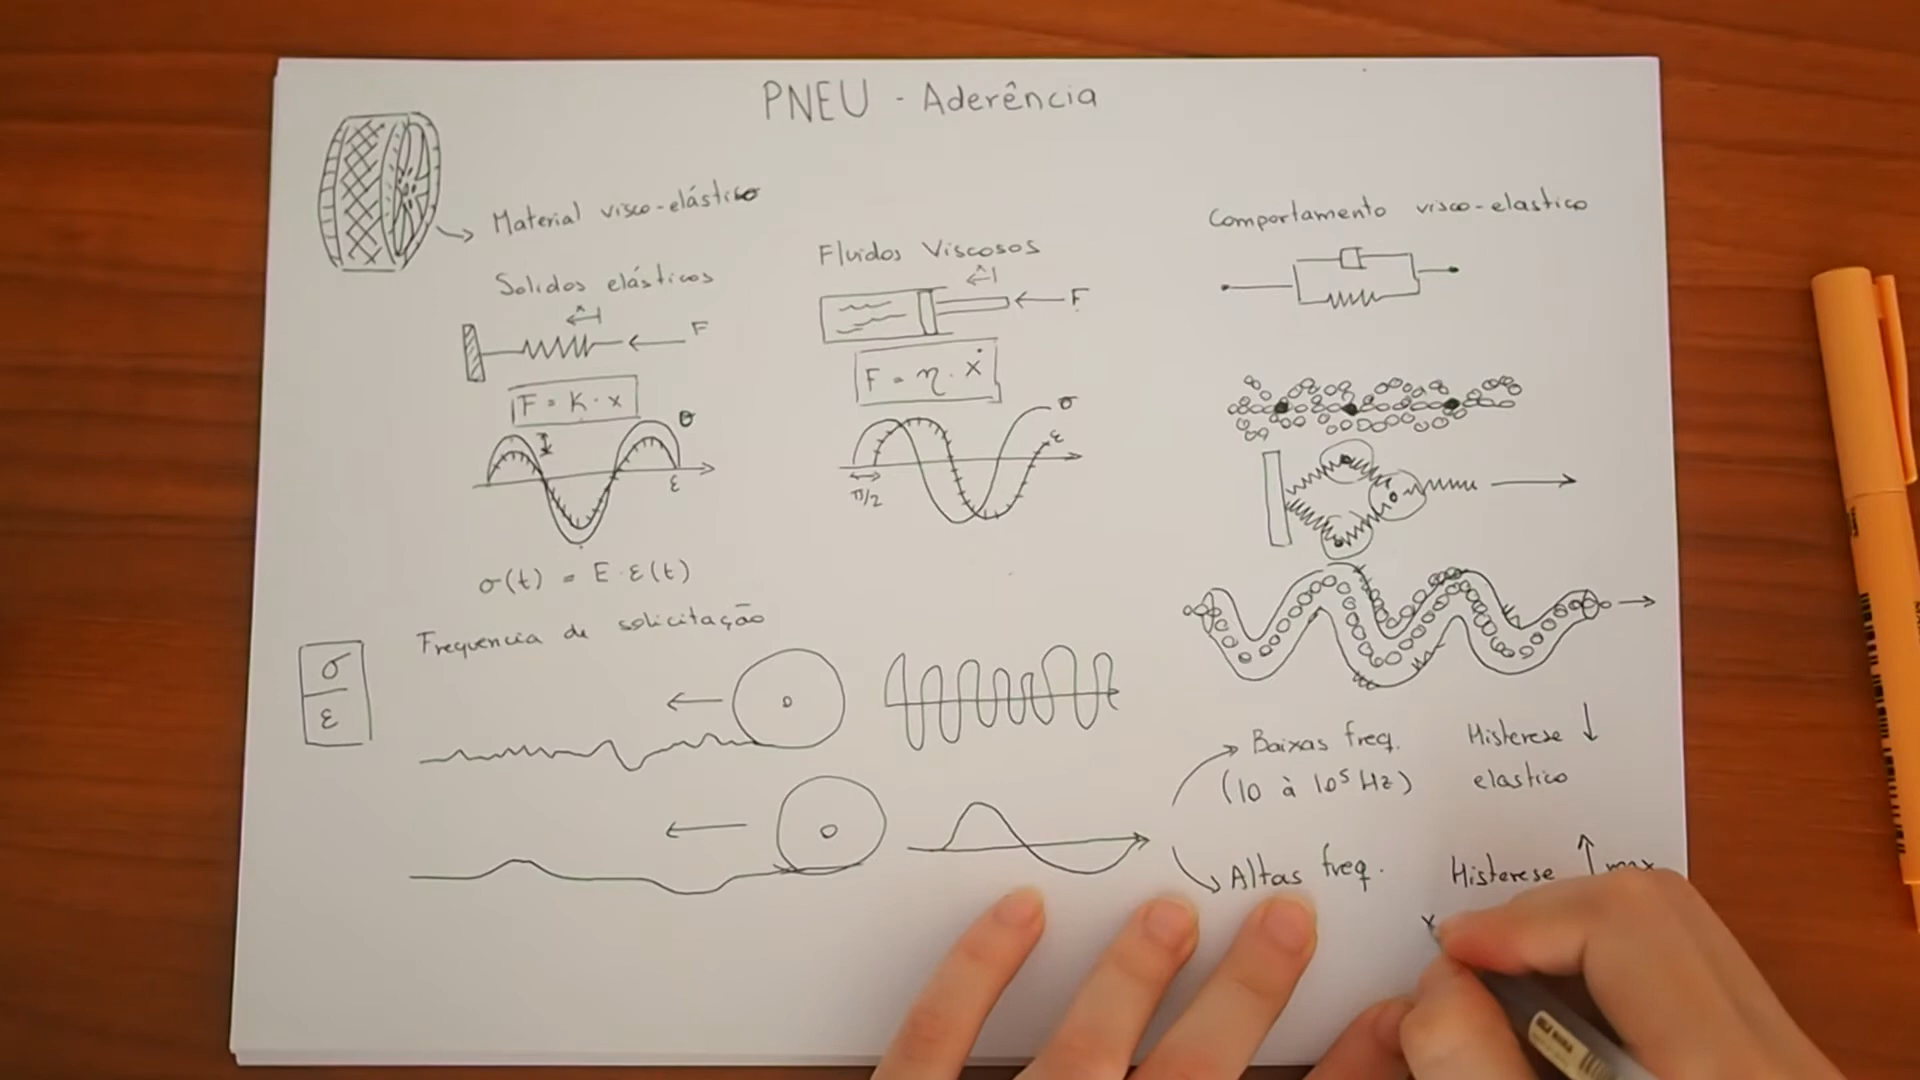 PNEU - Aderência
Material visco-elástico
Solidos elásticos
F
F = K · x
σ
ε
σ(t) = E · ε(t)
Fluidos Viscosos
F
F = η · ẋ
σ
ε
π/2
Comportamento visco-elastico
Frequencia de solicitação
σ
ε
Baixas freq. Histerese ↓
(10 à 10⁵ Hz) elastico
Altas freq. Histerese ↑ max